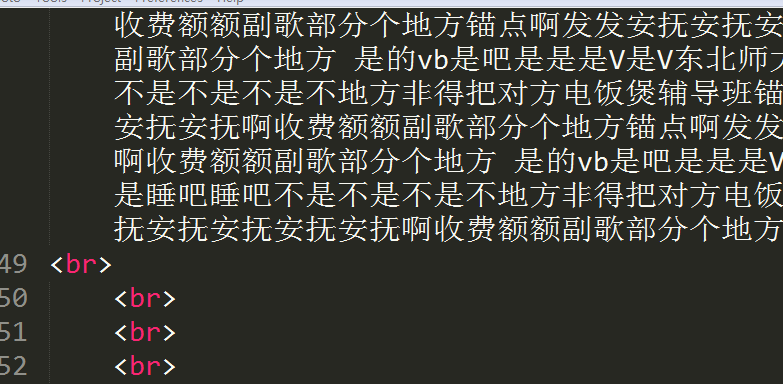 Tools Project Preferences Help
收费额额副歌部分个地方锚点啊发发安抚安抚安
副歌部分个地方 是的vb是吧是是是V是V东北师
不是不是不是不地方非得把对方电饭煲辅导班锚
安抚安抚啊收费额额副歌部分个地方锚点啊发发
啊收费额额副歌部分个地方 是的vb是吧是是是V
是睡吧睡吧不是不是不是不地方非得把对方电饭
抚安抚安抚安抚安抚啊收费额额副歌部分个地方
49 <br>
50 <br>
51 <br>
52 <br>